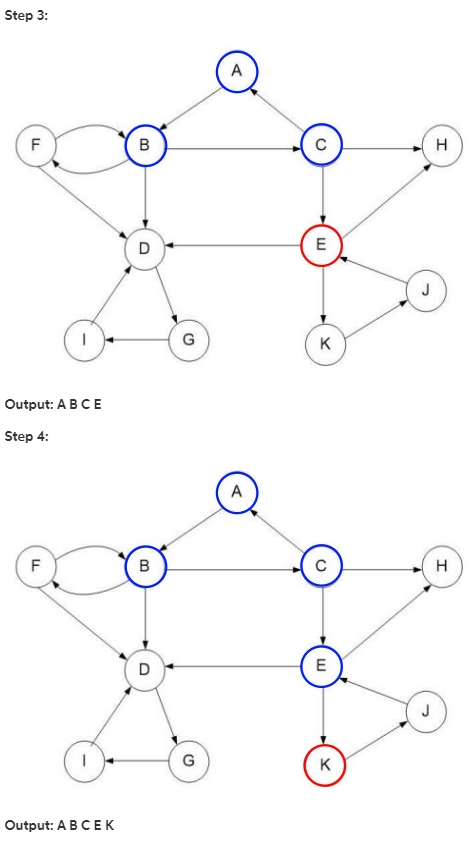 Step 3:
A
F B C H
D E
J
I G K
Output: A B C E
Step 4:
A
F B C H
D E
J
I G K
Output: A B C E K